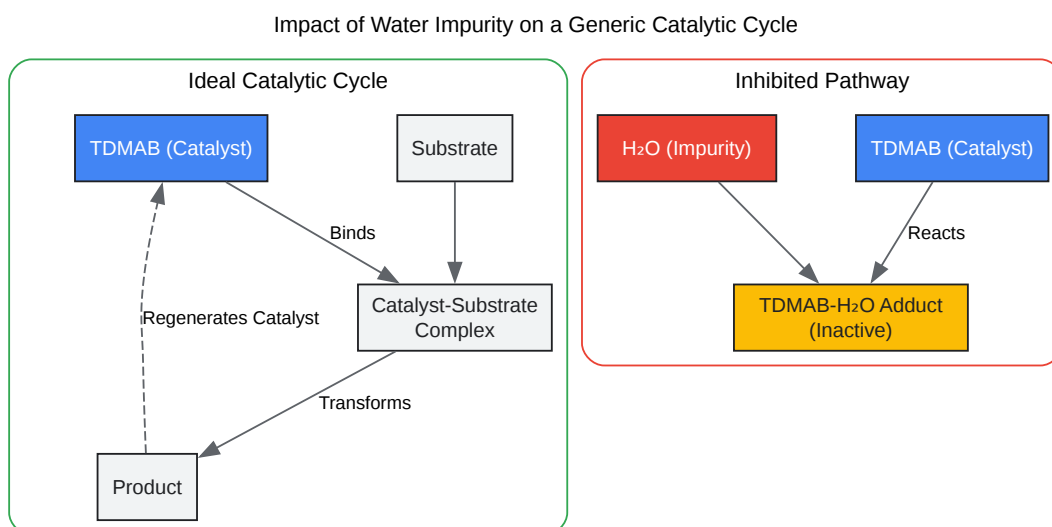 Impact of Water Impurity on a Generic Catalytic Cycle
Ideal Catalytic Cycle
TDMAB (Catalyst)
Substrate
Binds
Regenerates Catalyst
Catalyst-Substrate
Complex
Transforms
Product
Inhibited Pathway
H₂O (Impurity)
TDMAB (Catalyst)
Reacts
TDMAB-H₂O Adduct
(Inactive)